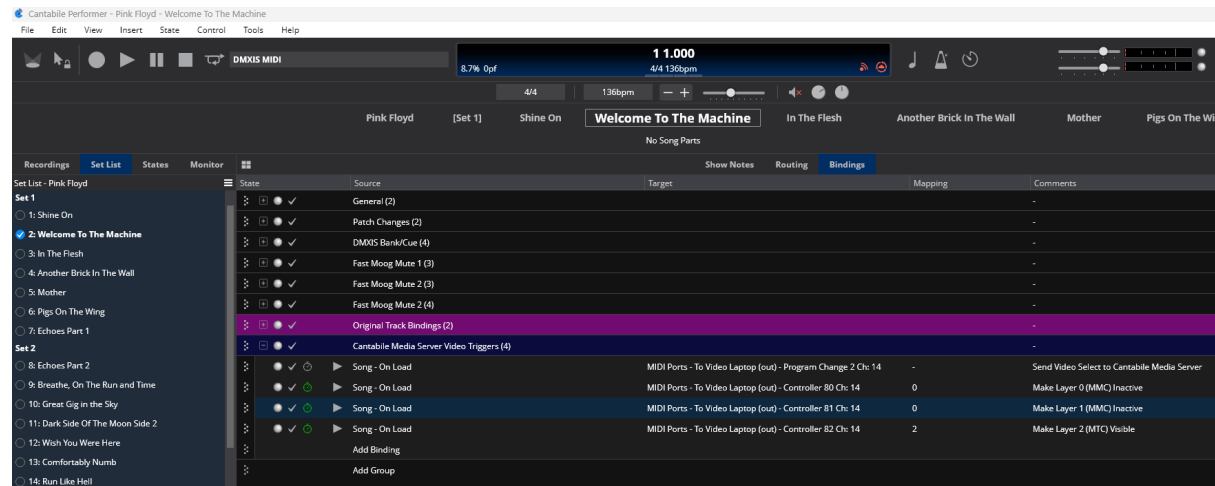 Cantabile Performer - Pink Floyd - Welcome To The Machine
File Edit View Insert State Control Tools Help
DMXIS MIDI
8.7% 0pf
1 1.000
4/4 136bpm
4/4 136bpm
Pink Floyd [Set 1] Shine On Welcome To The Machine In The Flesh Another Brick In The Wall Mother Pigs On The Wi
No Song Parts
Recordings Set List States Monitor Show Notes Routing Bindings
Set List - Pink Floyd
Set 1
1: Shine On
2: Welcome To The Machine
3: In The Flesh
4: Another Brick In The Wall
5: Mother
6: Pigs On The Wing
7: Echoes Part 1
Set 2
8: Echoes Part 2
9: Breathe, On The Run and Time
10: Great Gig in the Sky
11: Dark Side Of The Moon Side 2
12: Wish You Were Here
13: Comfortably Numb
14: Run Like Hell
State Source Target Mapping Comments
General (2) -
Patch Changes (2) -
DMXIS Bank/Cue (4) -
Fast Moog Mute 1 (3) -
Fast Moog Mute 2 (3) -
Fast Moog Mute 2 (4) -
Original Track Bindings (2) -
Cantabile Media Server Video Triggers (4) -
Song - On Load MIDI Ports - To Video Laptop (out) - Program Change 2 Ch: 14 - Send Video Select to Cantabile Media Server
Song - On Load MIDI Ports - To Video Laptop (out) - Controller 80 Ch: 14 0 Make Layer 0 (MMC) Inactive
Song - On Load MIDI Ports - To Video Laptop (out) - Controller 81 Ch: 14 0 Make Layer 1 (MMC) Inactive
Song - On Load MIDI Ports - To Video Laptop (out) - Controller 82 Ch: 14 2 Make Layer 2 (MTC) Visible
Add Binding
Add Group